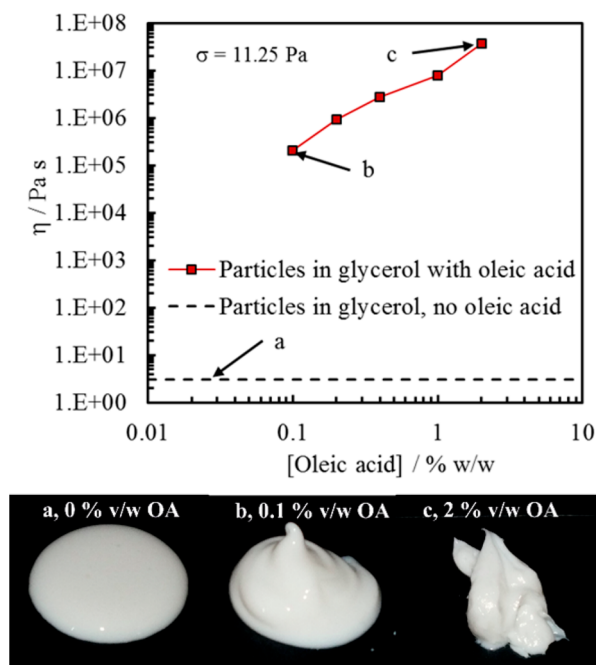 1.E+08
σ = 11.25 Pa
c
1.E+07
1.E+06
b
1.E+05
η / Pa s
1.E+04
1.E+03
Particles in glycerol with oleic acid
1.E+02
Particles in glycerol, no oleic acid
a
1.E+01
1.E+00
0.01 0.1 1 10
[Oleic acid] / % w/w
a, 0 % v/w OA b, 0.1 % v/w OA c, 2 % v/w OA